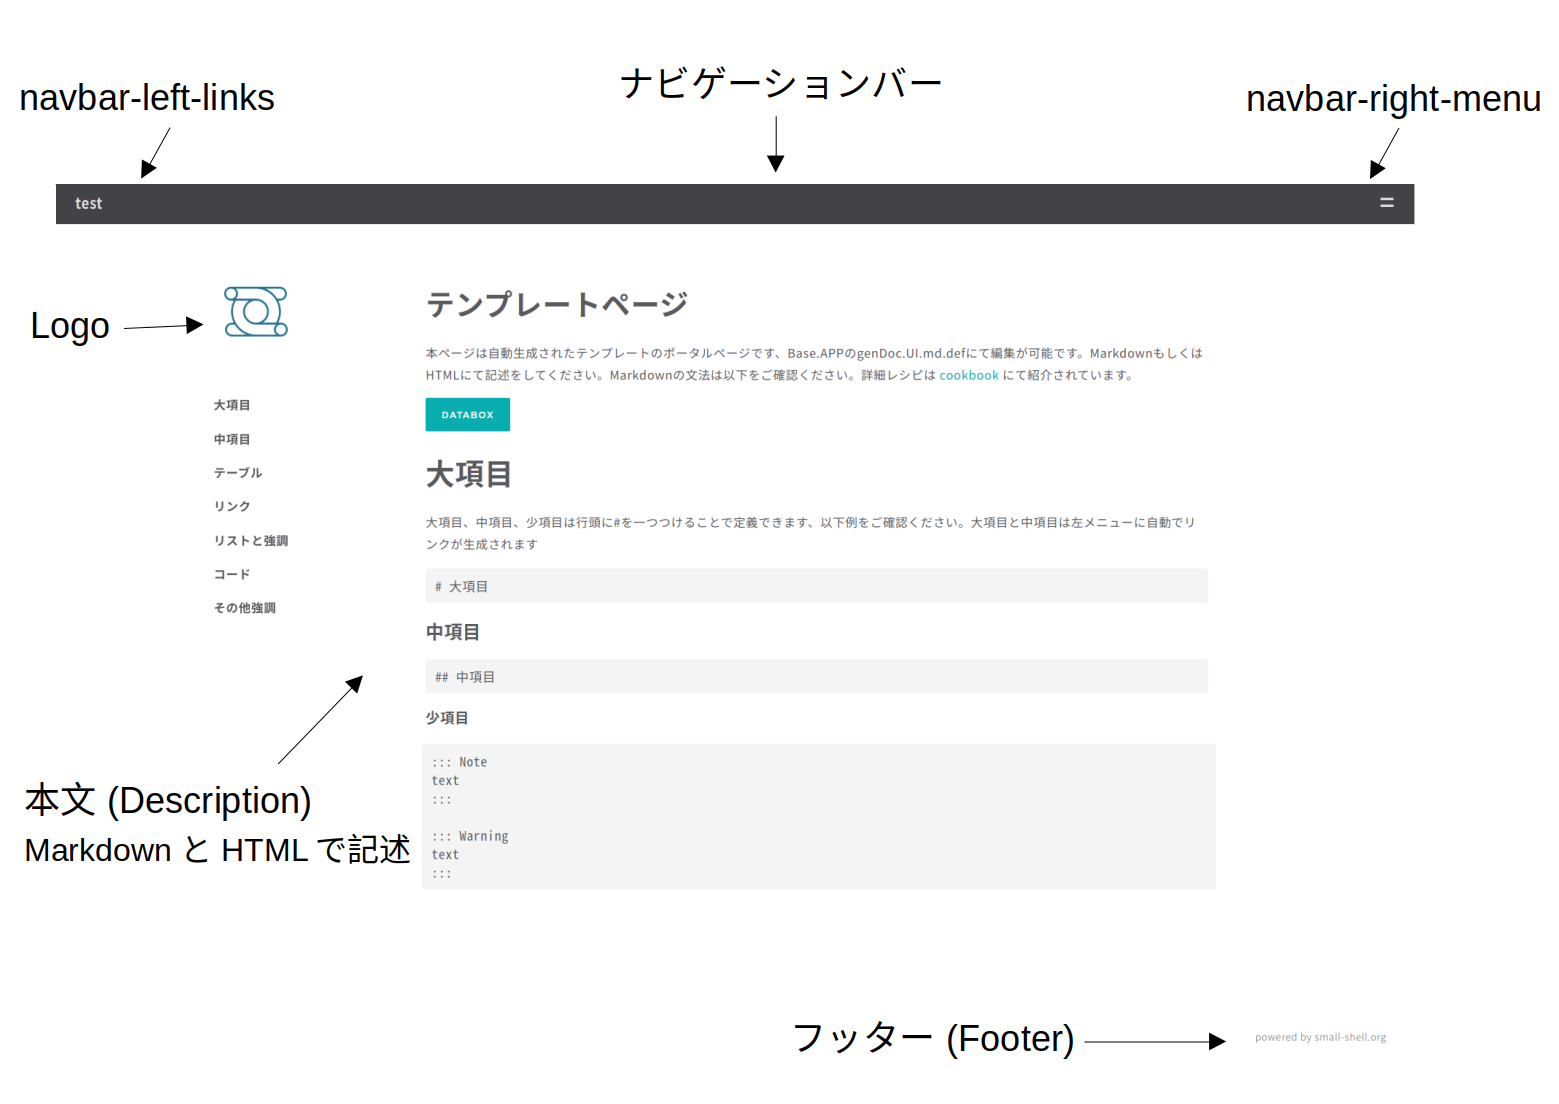 navbar-left-links
ナビゲーションバー
navbar-right-menu
test
Logo
テンプレートページ
本ページは自動生成されたテンプレートのポータルページです、Base.APPのgenDoc.UI.md.defにて編集が可能です。Markdownもしくは
HTMLにて記述をしてください。Markdownの文法は以下をご確認ください。詳細レシピは cookbook にて紹介されています。
DATABOX
大項目
中項目
テーブル
リンク
リストと強調
コード
その他強調
大項目
大項目、中項目、少項目は行頭に#を一つつけることで定義できます、以下例をご確認ください。大項目と中項目は左メニューに自動でリ
ンクが生成されます
# 大項目
中項目
## 中項目
少項目
::: Note
text
:::
::: Warning
text
:::
本文 (Description)
Markdown と HTML で記述
フッター (Footer)
powered by small-shell.org